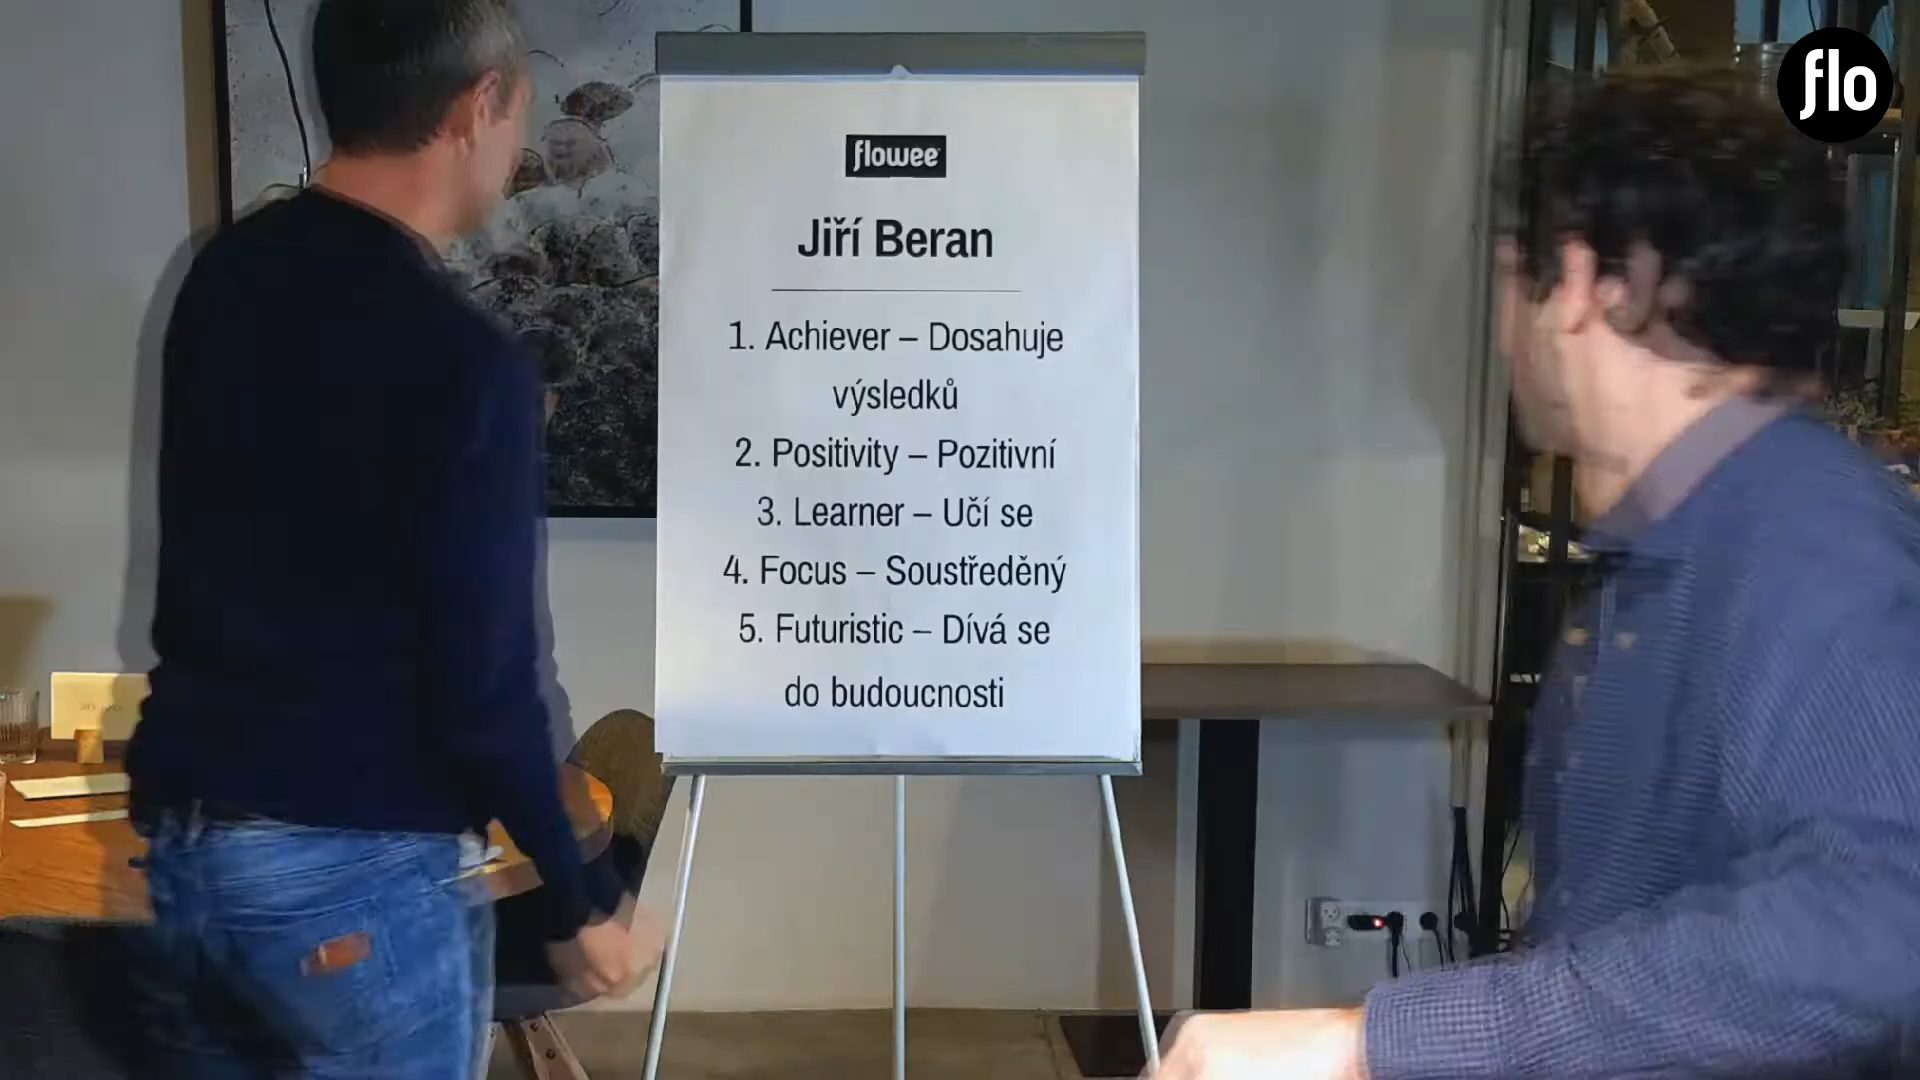 flo
flowee
Jiří Beran
1. Achiever – Dosahuje
výsledků
2. Positivity – Pozitivní
3. Learner – Učí se
4. Focus – Soustředěný
5. Futuristic – Dívá se
do budoucnosti